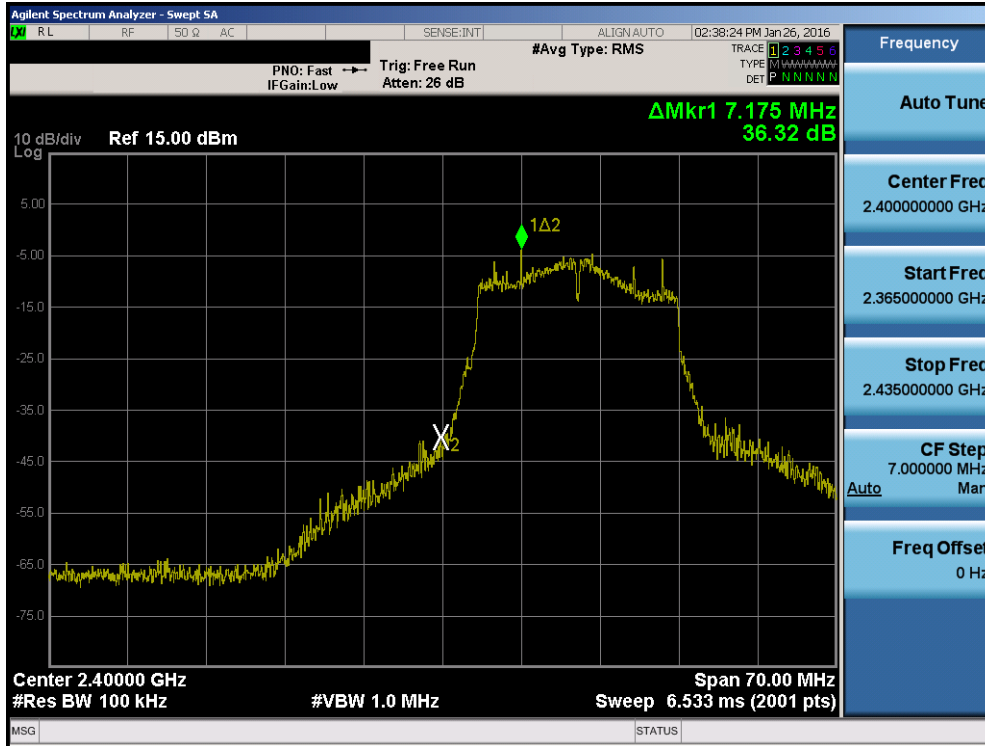 Agilent Spectrum Analyzer - Swept SA
LXI RL RF 50 Ω AC SENSE:INT ALIGN AUTO 02:38:24 PM Jan 26, 2016
#Avg Type: RMS
TRACE 1 2 3 4 5 6
TYPE M
DET P N N N N N
PNO: Fast
IFGain:Low
Trig: Free Run
Atten: 26 dB
ΔMkr1 7.175 MHz
36.32 dB
10 dB/div
Log
Ref 15.00 dBm
5.00
-5.00
-15.0
-25.0
-35.0
-45.0
-55.0
-65.0
-75.0
1Δ2
X2
Center 2.40000 GHz
Span 70.00 MHz
#Res BW 100 kHz
#VBW 1.0 MHz
Sweep 6.533 ms (2001 pts)
MSG
STATUS
Frequency
Auto Tune
Center Freq
2.400000000 GHz
Start Freq
2.365000000 GHz
Stop Freq
2.435000000 GHz
CF Step
7.000000 MHz
Auto Man
Freq Offset
0 Hz